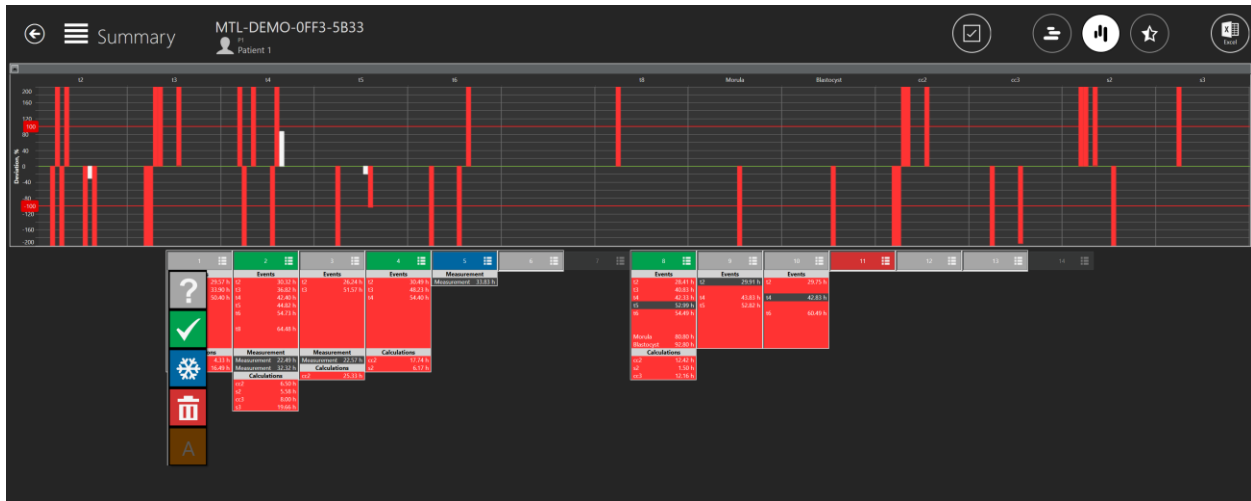 Summary
MTL-DEMO-0FF3-5B33
P1
Patient 1
Excel
t2 t3 t4 t5 t6 t8 Morula Blastocyst cc2 cc3 s2 s3
Deviation, %
200
160
120
100
80
40
0
-40
-80
-100
-120
-160
-200
1 2 3 4 5 6 7 8 9 10 11 12 13 14
Events Events Events Measurement Events Events Events
29.57 h t2 30.32 h t2 26.24 h t2 30.49 h Measurement 33.83 h t2 28.41 h t2 29.91 h t2 29.75 h
33.90 h t3 36.82 h t3 51.57 h t3 48.23 h t3 40.83 h
50.40 h t4 42.40 h t4 54.40 h t4 42.33 h t4 43.83 h t4 42.83 h
t5 44.82 h t5 52.99 h t5 52.82 h
t6 54.73 h t6 54.49 h t6 60.49 h
t8 64.48 h
Morula 80.80 h
Blastocyst 92.80 h
ons Measurement Measurement Calculations Calculations
4.33 h Measurement 22.49 h Measurement 22.57 h cc2 17.74 h cc2 12.42 h
16.49 h Measurement 32.32 h Calculations s2 6.17 h s2 1.50 h
Calculations cc2 25.33 h cc3 12.16 h
cc2 6.50 h
s2 5.58 h
cc3 8.00 h
s3 19.66 h
?
A